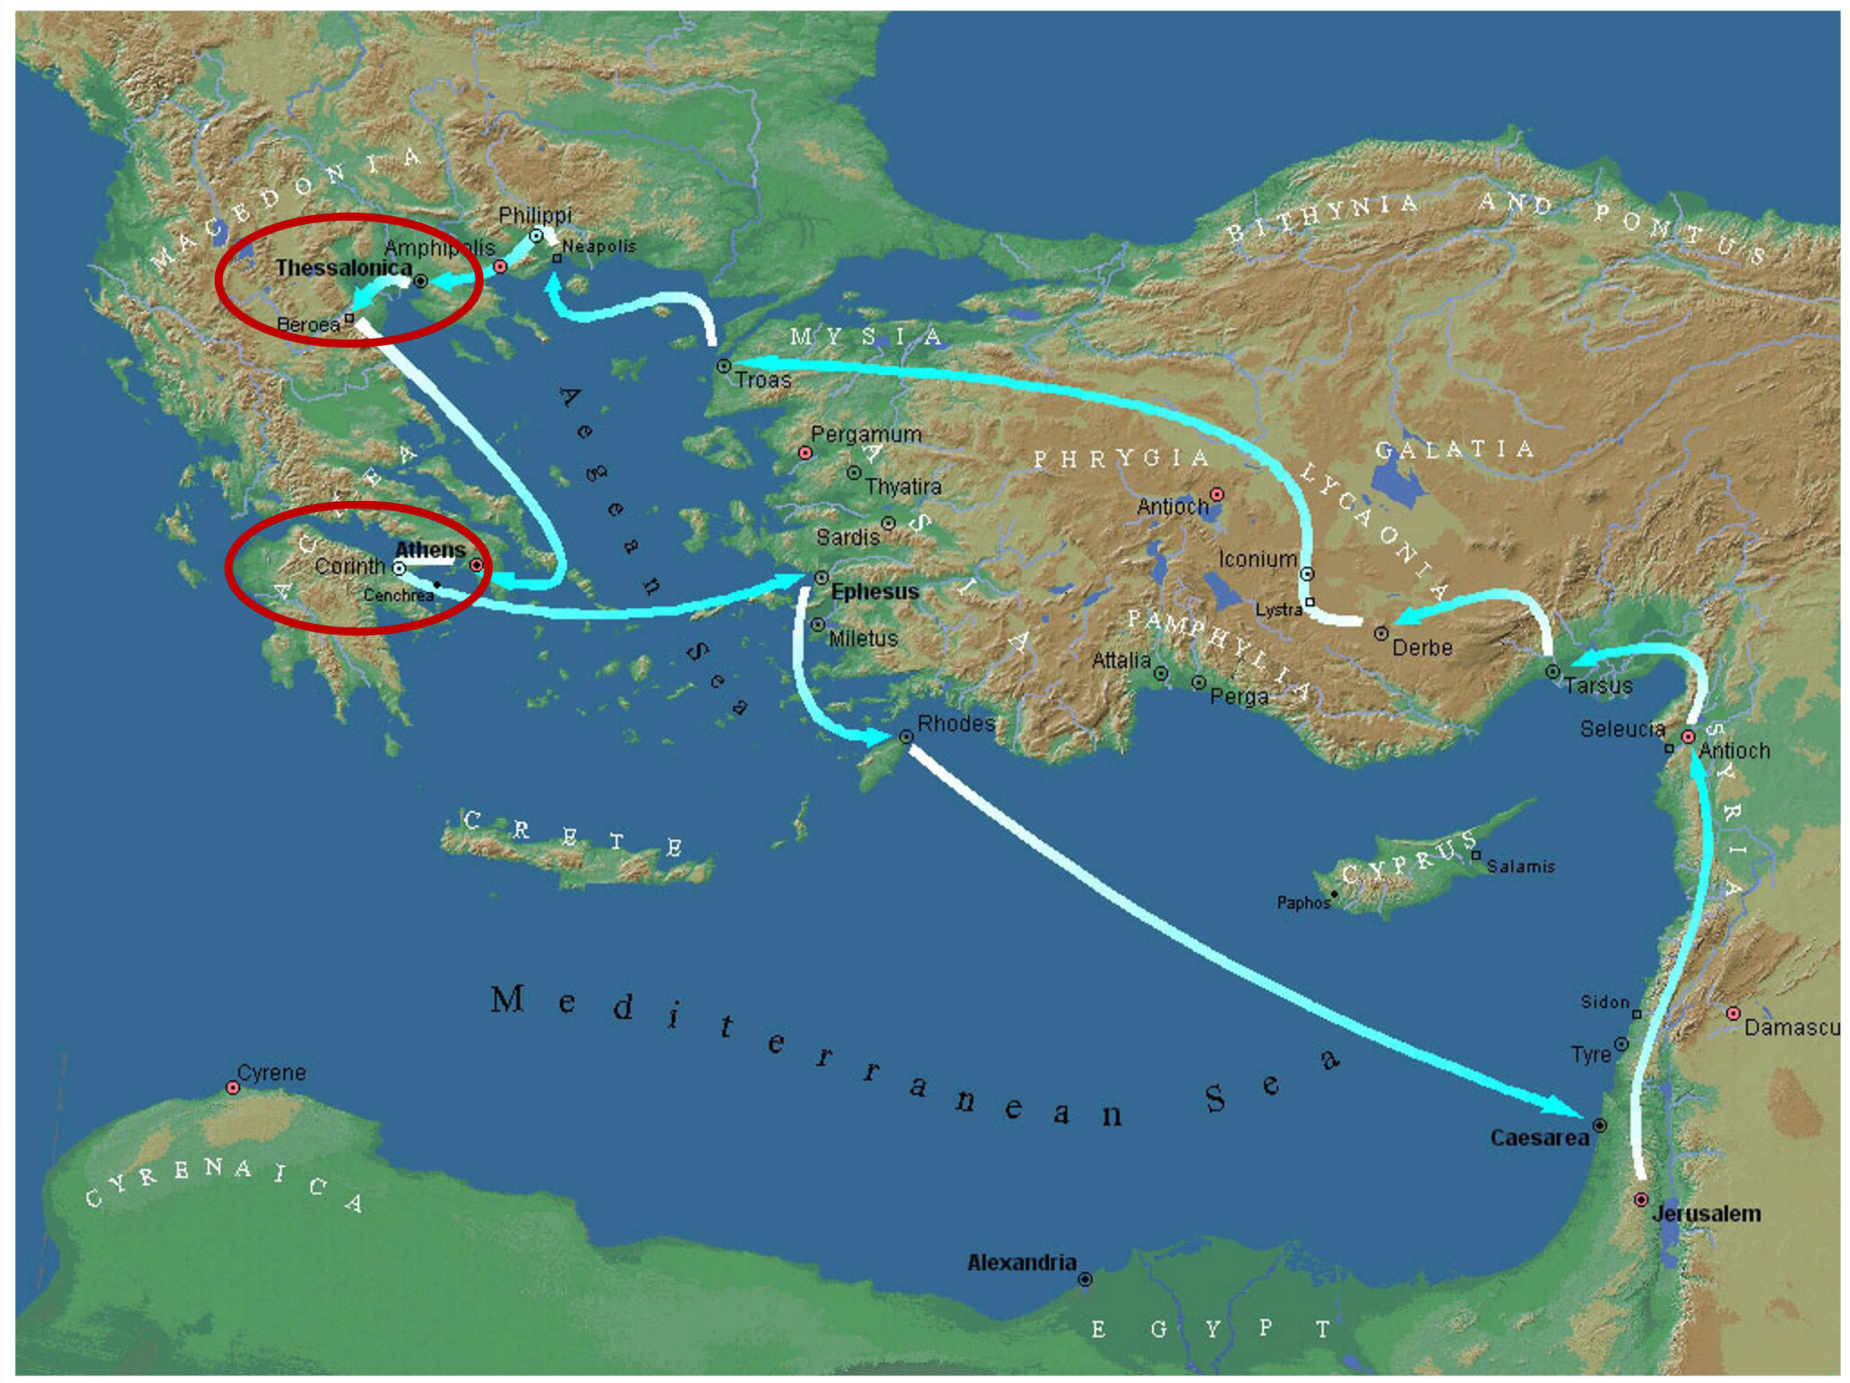 MACEDONIA
BITHYNIA AND PONTUS
Philippi
Amphipolis
Neapolis
Thessalonica
Beroea
MYSIA
Troas
Aegean Sea
Pergamum
Thyatira
ASIA
PHRYGIA
GALATIA
LYCAONIA
Antioch
Sardis
ACHAEA
Athens
Corinth
Cenchrea
Ephesus
Miletus
Iconium
Lystra
Derbe
PAMPHYLIA
Attalia
Perga
Tarsus
Rhodes
Seleucia
Antioch
SYRIA
CRETE
CYPRUS
Salamis
Paphos
Mediterranean Sea
Sidon
Damascu
Tyre
Cyrene
CYRENAICA
Caesarea
Jerusalem
Alexandria
EGYPT